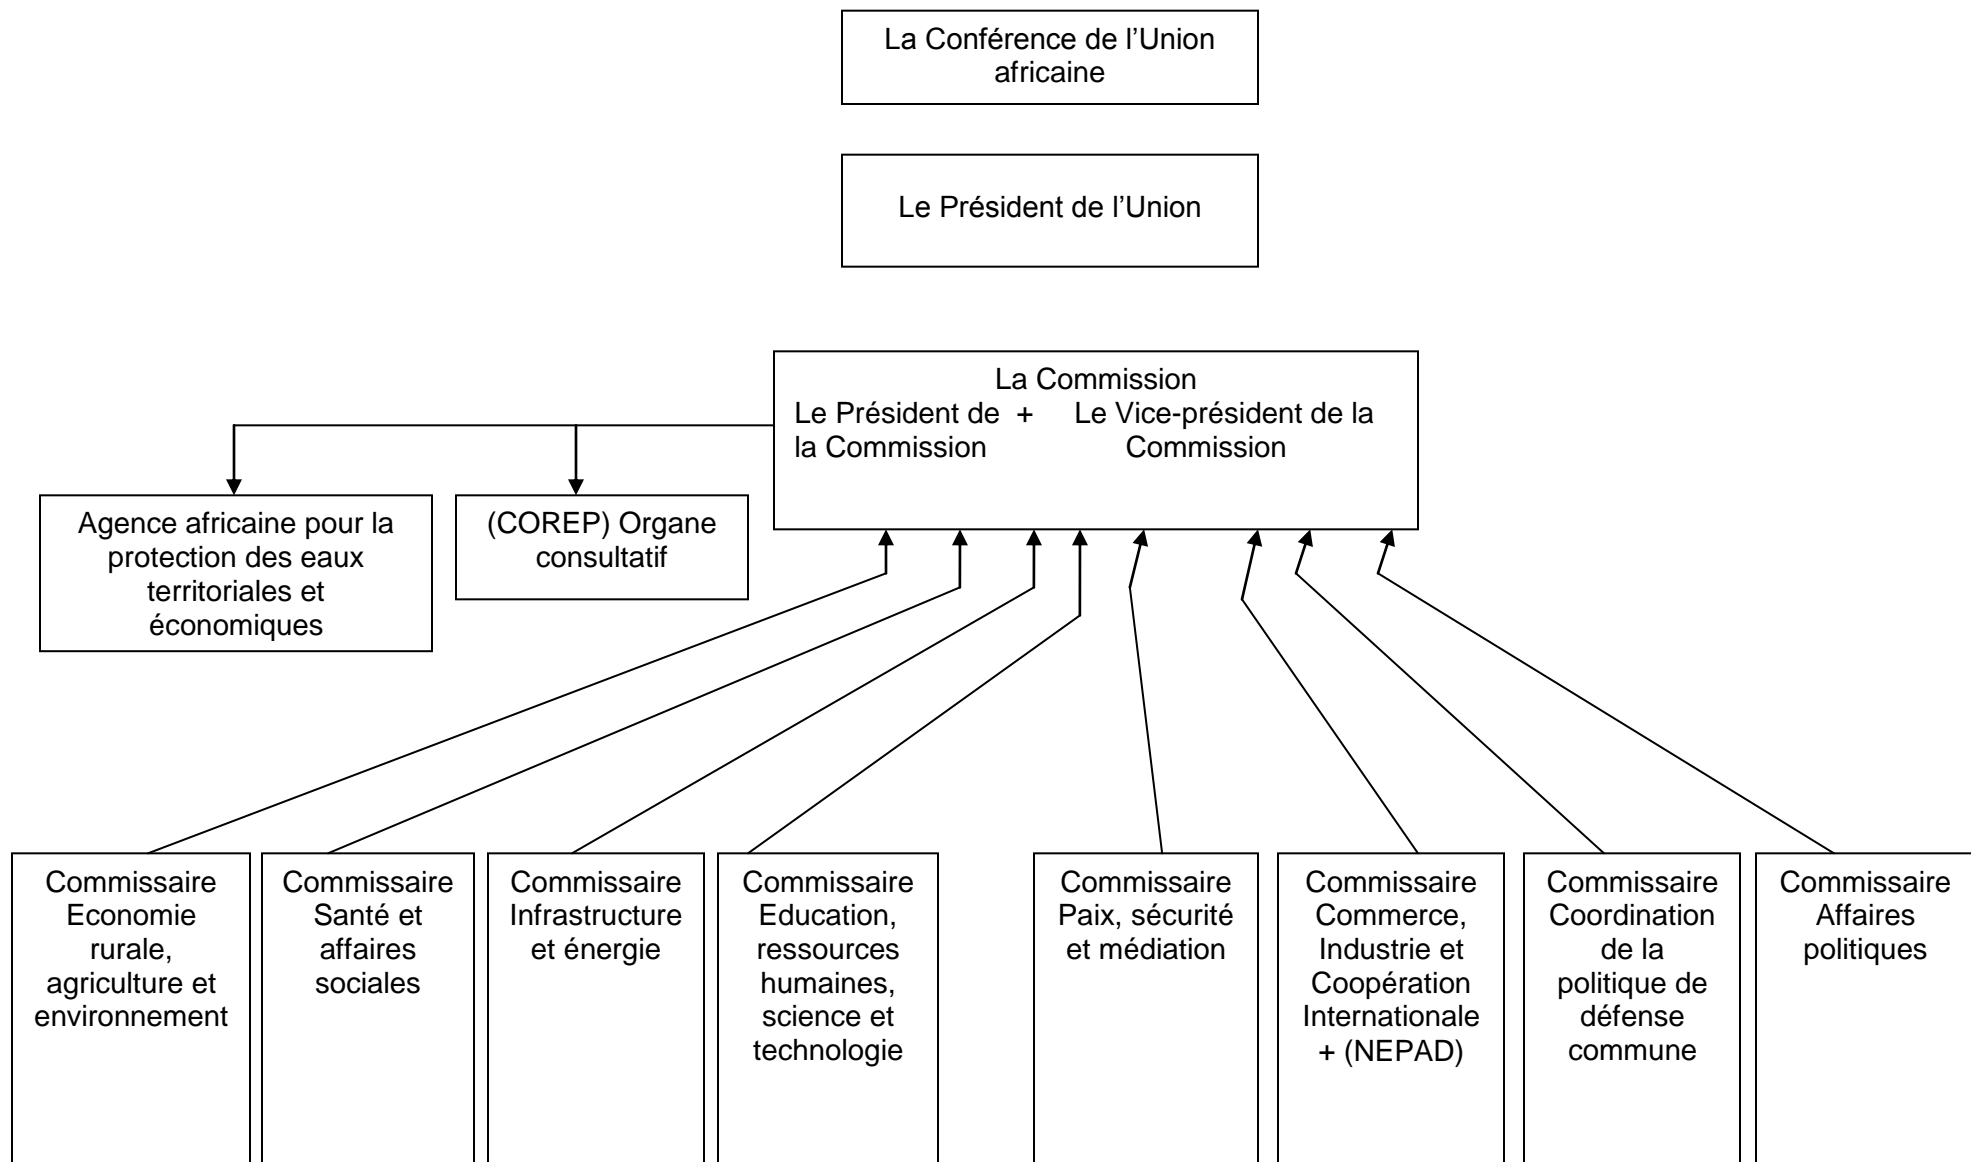 La Conférence de l’Union
africaine
Le Président de l’Union
La Commission
Le Président de + Le Vice-président de la
la Commission Commission
Agence africaine pour la
protection des eaux
territoriales et
économiques
(COREP) Organe
consultatif
Commissaire
Economie
rurale,
agriculture et
environnement
Commissaire
Santé et
affaires
sociales
Commissaire
Infrastructure
et énergie
Commissaire
Education,
ressources
humaines,
science et
technologie
Commissaire
Paix, sécurité
et médiation
Commissaire
Commerce,
Industrie et
Coopération
Internationale
+ (NEPAD)
Commissaire
Coordination
de la
politique de
défense
commune
Commissaire
Affaires
politiques